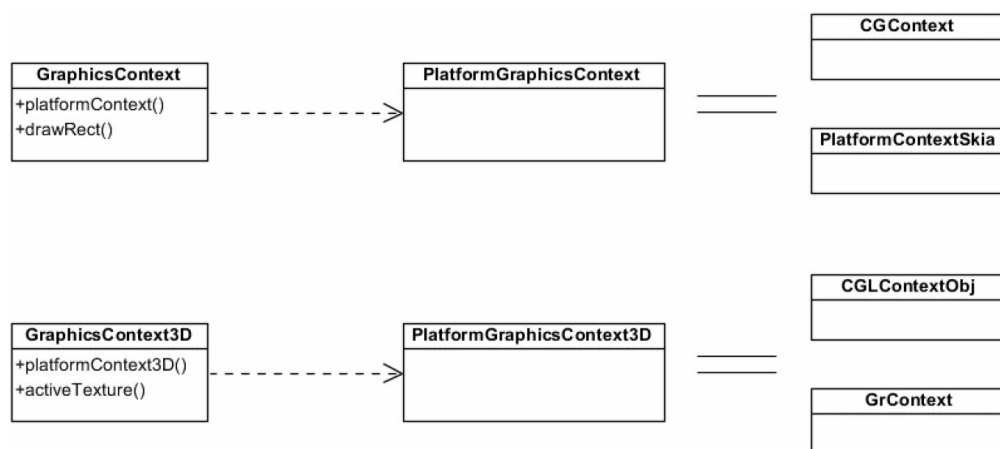 CGContext
GraphicsContext
PlatformGraphicsContext
+platformContext()
+drawRect()
PlatformContextSkia
CGLContextObj
GraphicsContext3D
PlatformGraphicsContext3D
+platformContext3D()
+activeTexture()
GrContext